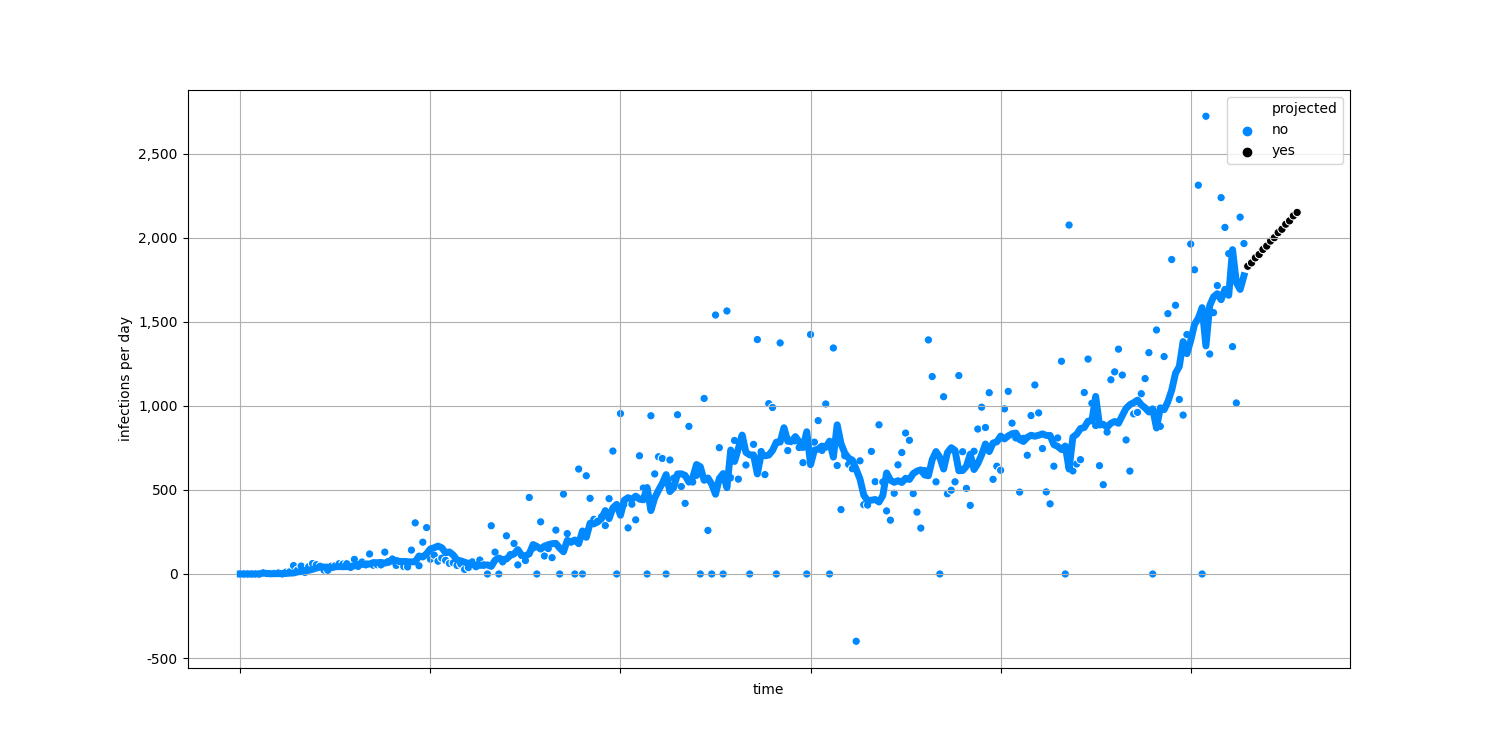 projected
no
yes
2,500
2,000
1,500
1,000
500
0
-500
infections per day
time